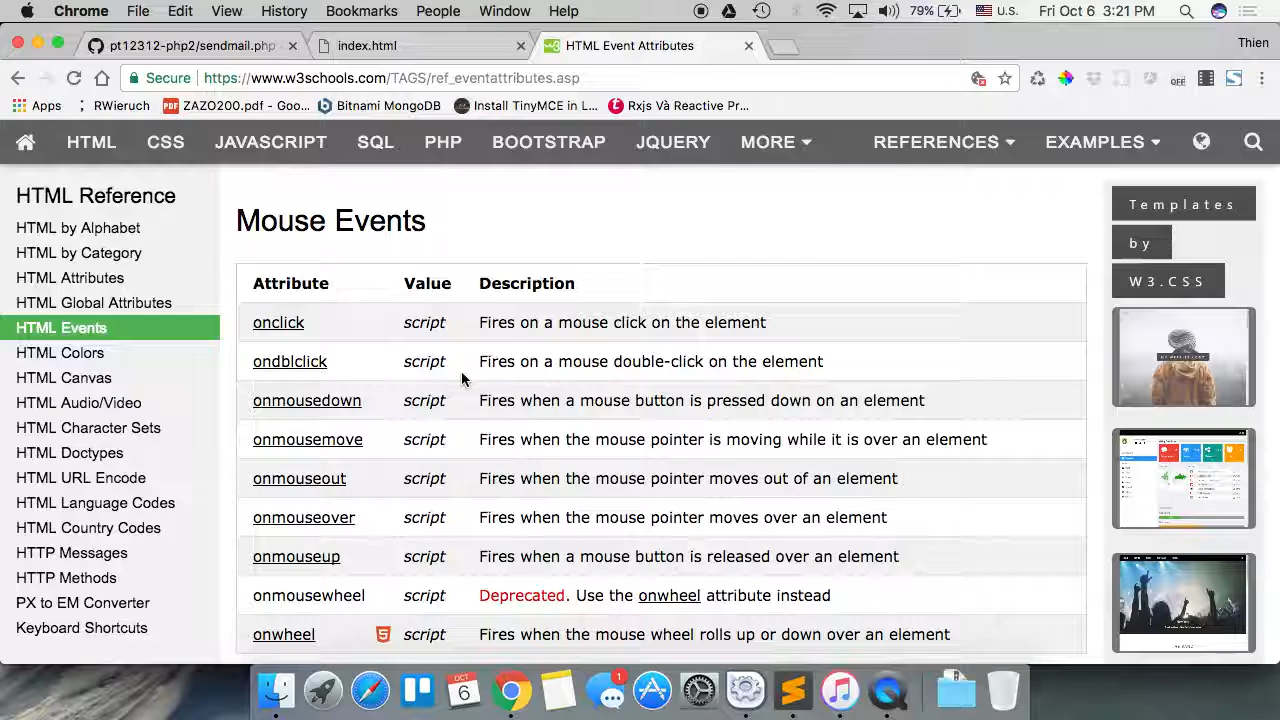 Chrome File Edit View History Bookmarks People Window Help 79% U.S. Fri Oct 6 3:21 PM
pt12312-php2/sendmail.php index.html HTML Event Attributes Thien
Secure https://www.w3schools.com/TAGS/ref_eventattributes.asp OFF
Apps RWieruch ZAZO200.pdf - Goo... Bitnami MongoDB Install TinyMCE in L... Rxjs Và Reactive Pr...
HTML CSS JAVASCRIPT SQL PHP BOOTSTRAP JQUERY MORE REFERENCES EXAMPLES
HTML Reference
HTML by Alphabet
HTML by Category
HTML Attributes
HTML Global Attributes
HTML Events
HTML Colors
HTML Canvas
HTML Audio/Video
HTML Character Sets
HTML Doctypes
HTML URL Encode
HTML Language Codes
HTML Country Codes
HTTP Messages
HTTP Methods
PX to EM Converter
Keyboard Shortcuts
Mouse Events
Attribute Value Description
onclick script Fires on a mouse click on the element
ondblclick script Fires on a mouse double-click on the element
onmousedown script Fires when a mouse button is pressed down on an element
onmousemove script Fires when the mouse pointer is moving while it is over an element
onmouseout script Fires when the mouse pointer moves out of an element
onmouseover script Fires when the mouse pointer moves over an element
onmouseup script Fires when a mouse button is released over an element
onmousewheel script Deprecated. Use the onwheel attribute instead
onwheel script Fires when the mouse wheel rolls up or down over an element
Templates
by
W3.CSS
OCT
6
1